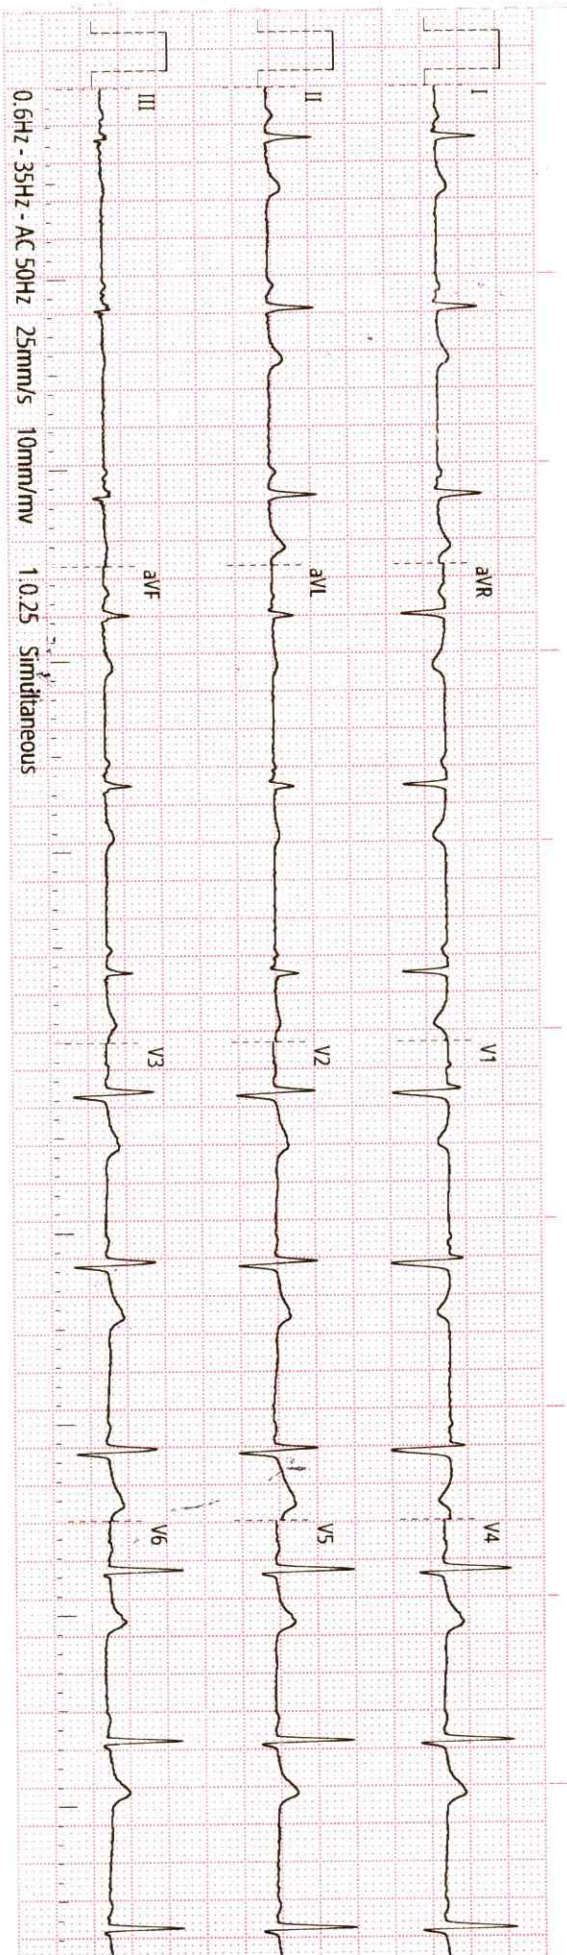 I aVR V1 V4
II aVL V2 V5
III aVF V3 V6
0.6Hz - 35Hz - AC 50Hz 25mm/s 10mm/mv 1.0.25 Simultaneous